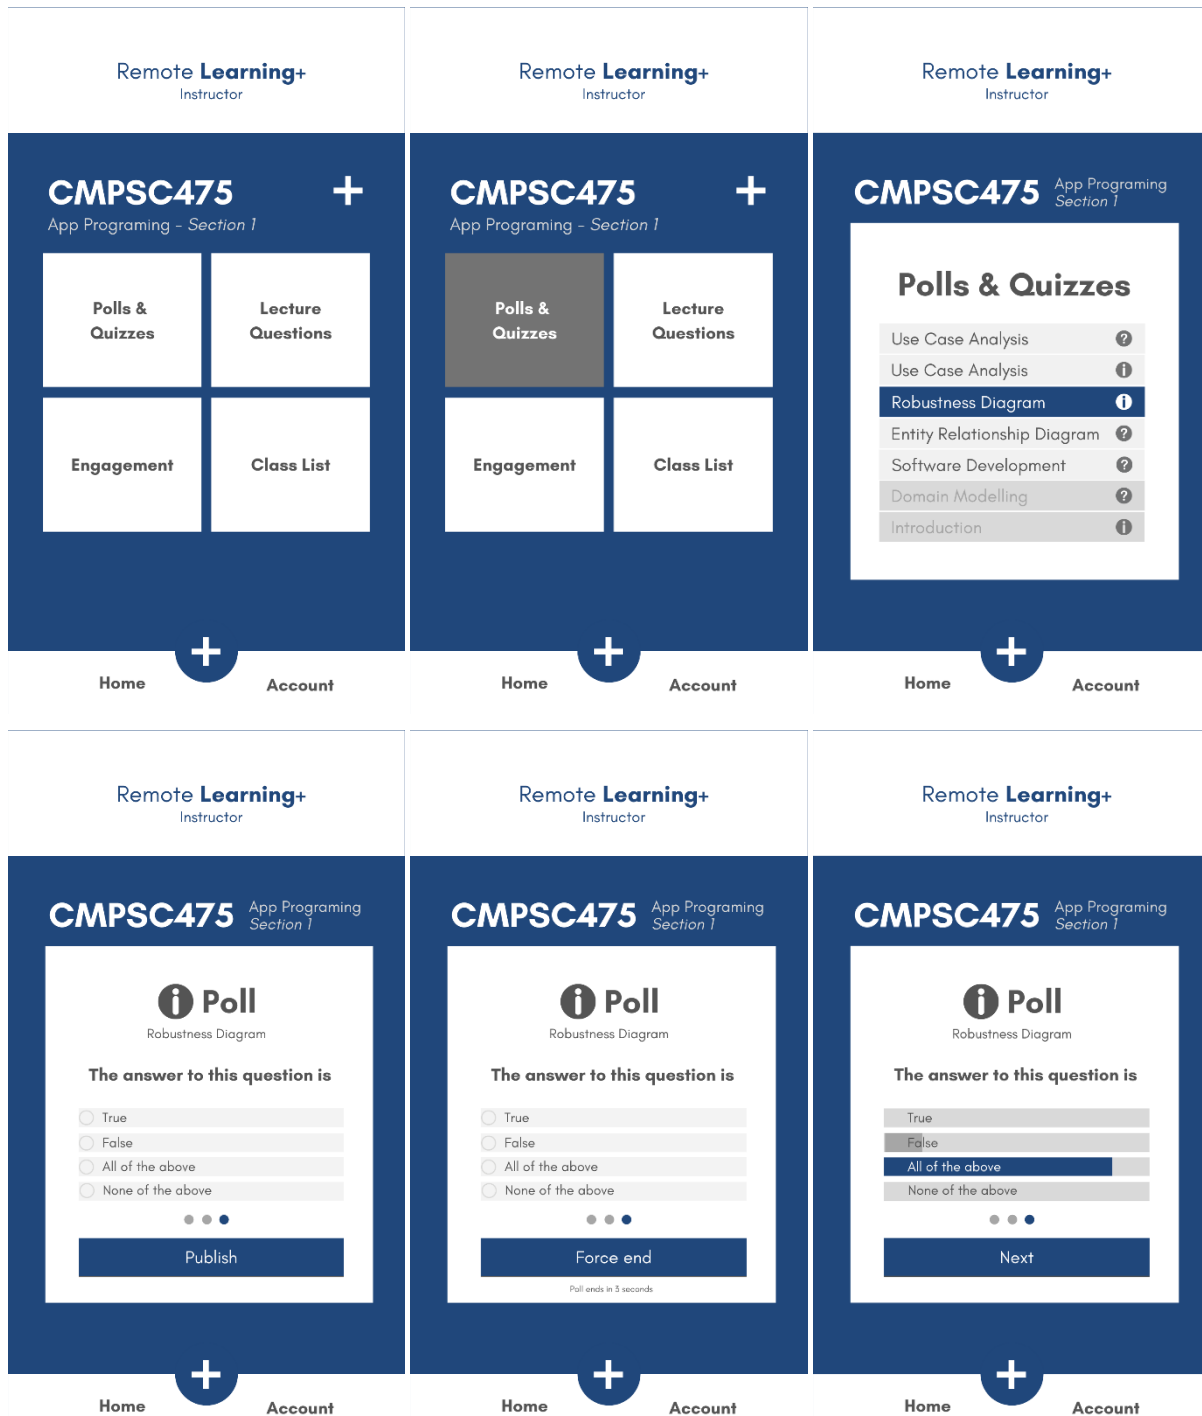 Remote Learning+
Instructor
CMPSC475
+
App Programing - Section 1
Polls &
Quizzes
Lecture
Questions
Engagement
Class List
+
Home
Account
Remote Learning+
Instructor
CMPSC475
+
App Programing - Section 1
Polls &
Quizzes
Lecture
Questions
Engagement
Class List
+
Home
Account
Remote Learning+
Instructor
CMPSC475
App Programing
Section 1
Polls & Quizzes
Use Case Analysis ?
Use Case Analysis i
Robustness Diagram i
Entity Relationship Diagram ?
Software Development ?
Domain Modelling ?
Introduction i
+
Home
Account
Remote Learning+
Instructor
CMPSC475
App Programing
Section 1
i Poll
Robustness Diagram
The answer to this question is
True
False
All of the above
None of the above
Publish
+
Home
Account
Remote Learning+
Instructor
CMPSC475
App Programing
Section 1
i Poll
Robustness Diagram
The answer to this question is
True
False
All of the above
None of the above
Force end
Poll ends in 3 seconds
+
Home
Account
Remote Learning+
Instructor
CMPSC475
App Programing
Section 1
i Poll
Robustness Diagram
The answer to this question is
True
False
All of the above
None of the above
Next
+
Home
Account